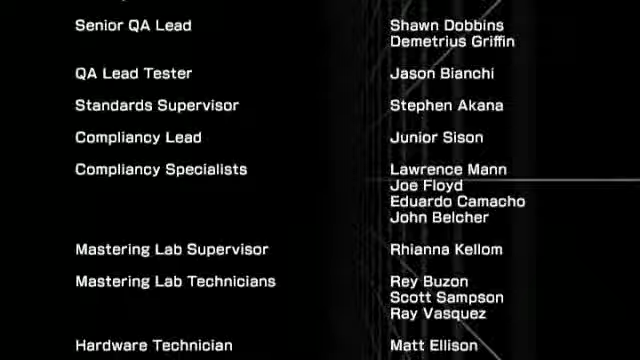 Senior QA Lead Shawn Dobbins
Demetrius Griffin
QA Lead Tester Jason Bianchi
Standards Supervisor Stephen Akana
Compliancy Lead Junior Sison
Compliancy Specialists Lawrence Mann
Joe Floyd
Eduardo Camacho
John Belcher
Mastering Lab Supervisor Rhianna Kellom
Mastering Lab Technicians Rey Buzon
Scott Sampson
Ray Vasquez
Hardware Technician Matt Ellison